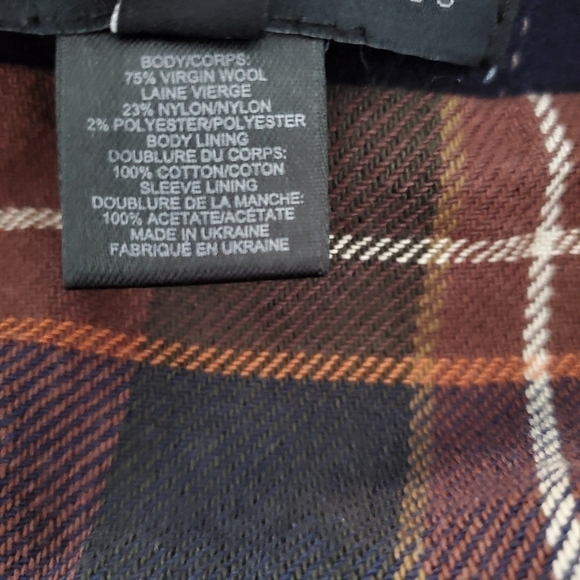 BODY/CORPS:
75% VIRGIN WOOL
LAINE VIERGE
23% NYLON/NYLON
2% POLYESTER/POLYESTER
BODY LINING
DOUBLURE DU CORPS:
100% COTTON/COTON
SLEEVE LINING
DOUBLURE DE LA MANCHE:
100% ACETATE/ACÉTATE
MADE IN UKRAINE
FABRIQUÉ EN UKRAINE